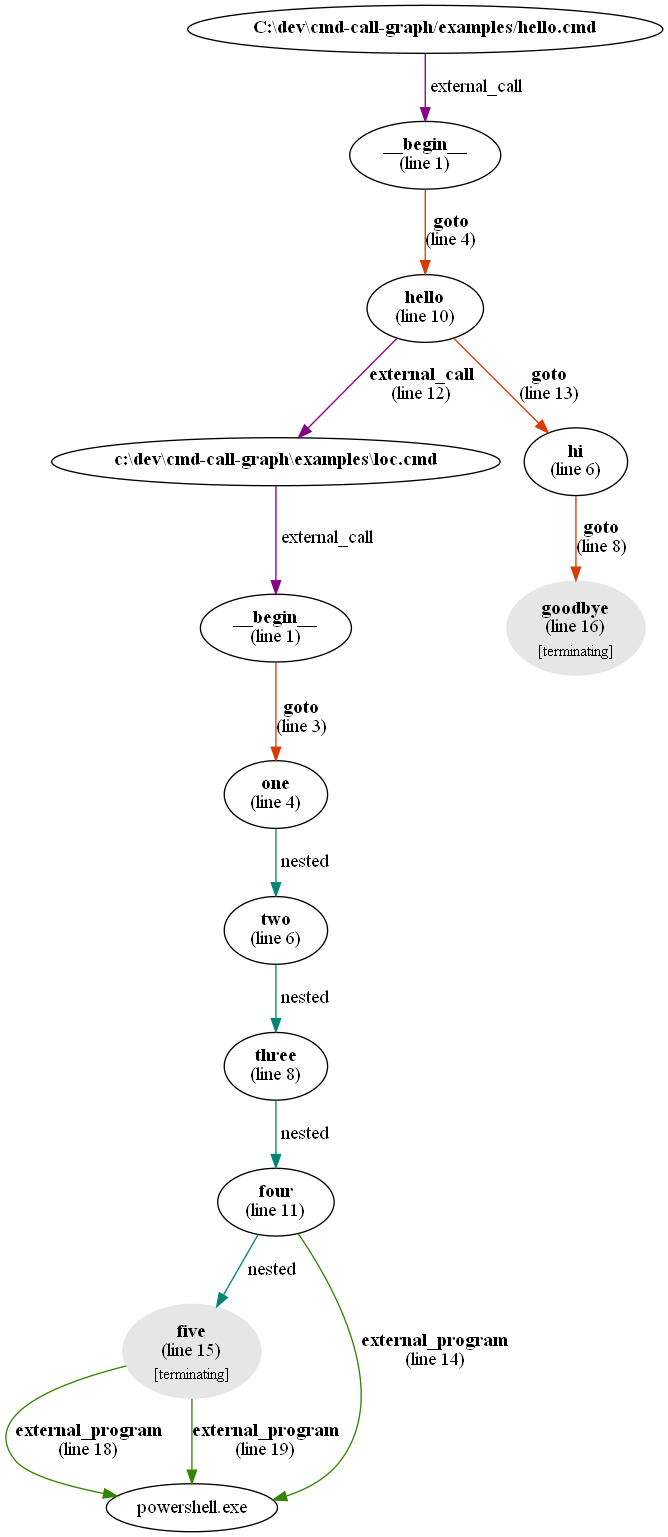 C:\dev\cmd-call-graph/examples/hello.cmd
external_call
__begin__
(line 1)
goto
(line 4)
hello
(line 10)
external_call
(line 12)
goto
(line 13)
c:\dev\cmd-call-graph\examples\loc.cmd
hi
(line 6)
external_call
goto
(line 8)
goodbye
(line 16)
[terminating]
__begin__
(line 1)
goto
(line 3)
one
(line 4)
nested
two
(line 6)
nested
three
(line 8)
nested
four
(line 11)
nested
five
(line 15)
[terminating]
external_program
(line 14)
external_program
(line 18)
external_program
(line 19)
powershell.exe